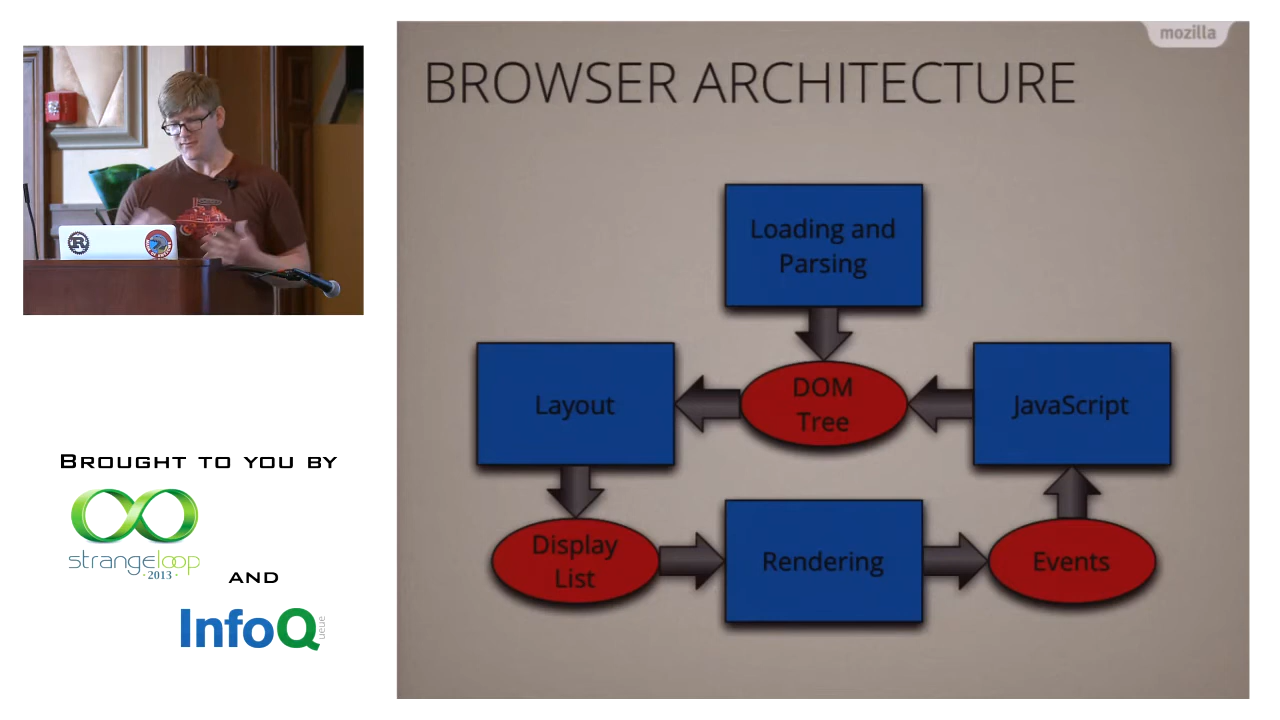 mozilla
BROWSER ARCHITECTURE
Loading and
Parsing
Layout
DOM
Tree
JavaScript
Display
List
Rendering
Events
R
BROUGHT TO YOU BY
strangeloop
·2013·
AND
InfoQ
ueue